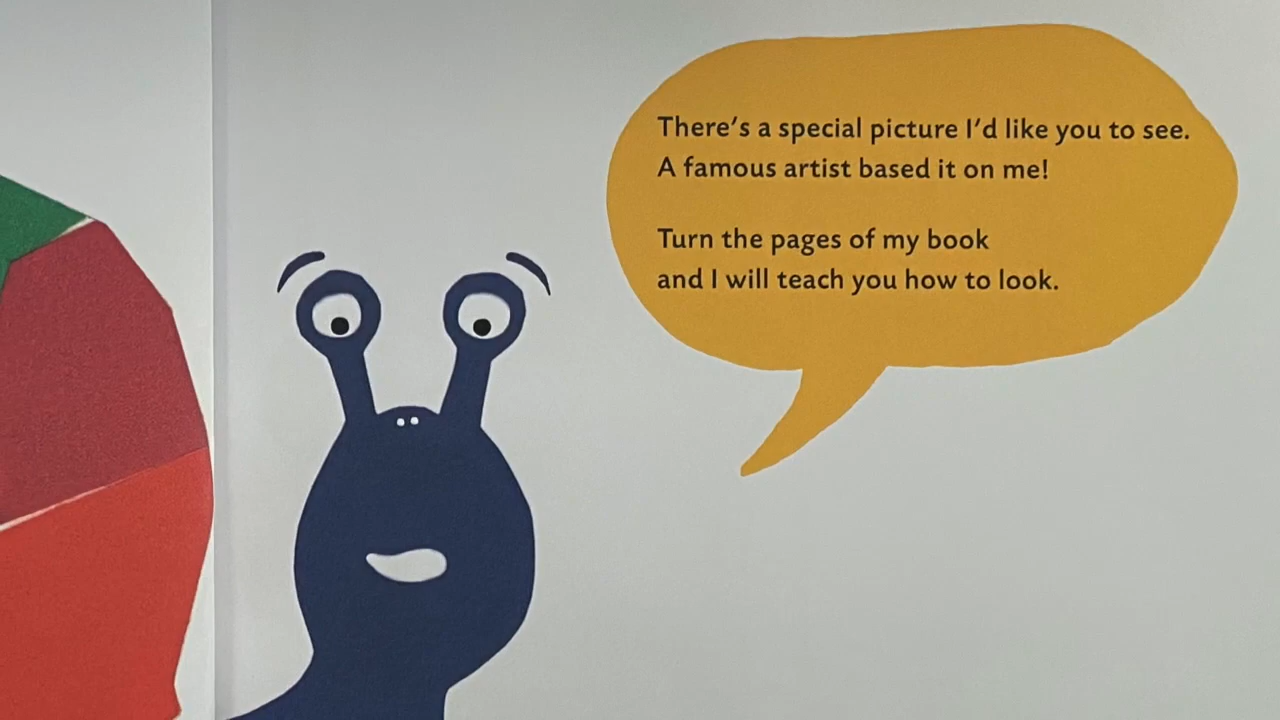 There's a special picture I'd like you to see.
A famous artist based it on me!
Turn the pages of my book
and I will teach you how to look.